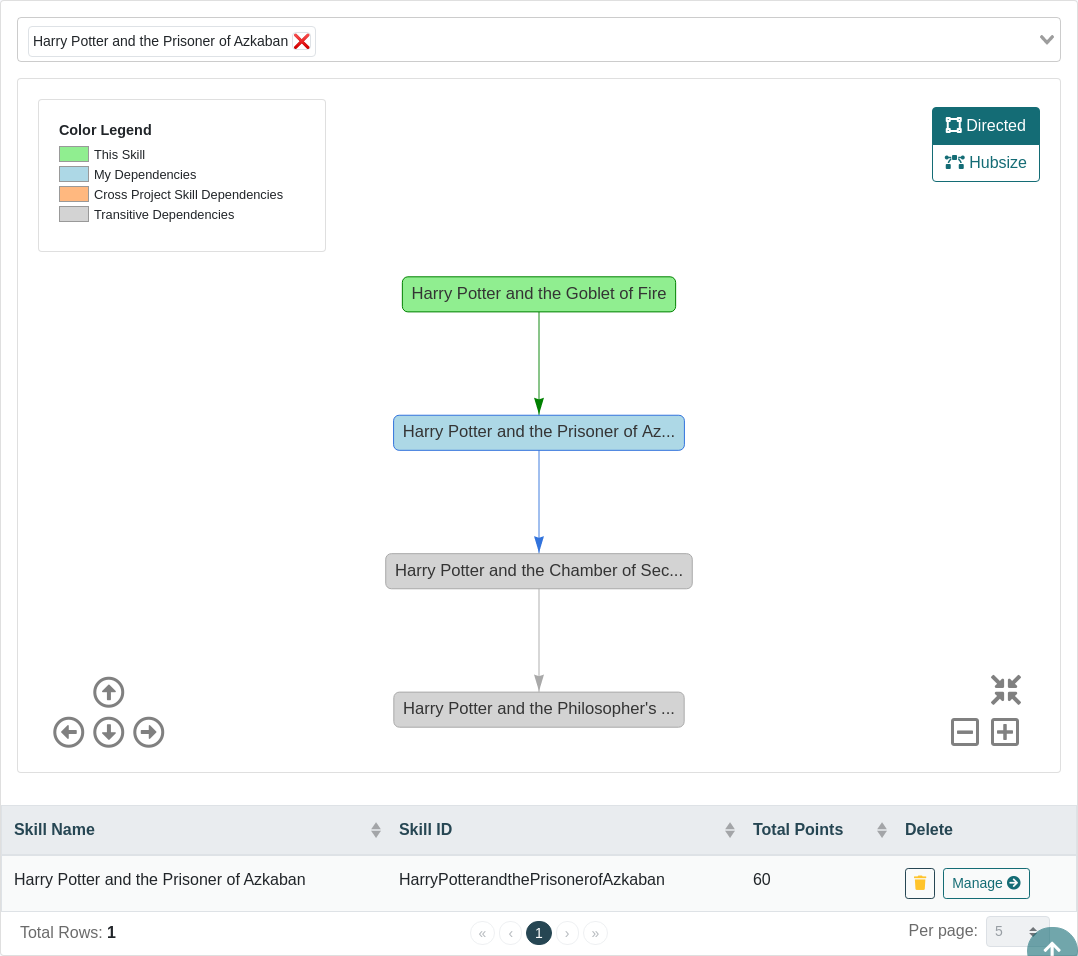 Harry Potter and the Prisoner of Azkaban
Color Legend
This Skill
My Dependencies
Cross Project Skill Dependencies
Transitive Dependencies
Directed
Hubsize
Harry Potter and the Goblet of Fire
Harry Potter and the Prisoner of Az...
Harry Potter and the Chamber of Sec...
Harry Potter and the Philosopher's ...
Skill Name Skill ID Total Points Delete
Harry Potter and the Prisoner of Azkaban HarryPotterandthePrisonerofAzkaban 60 Manage
Total Rows: 1 « ‹ 1 › » Per page: 5